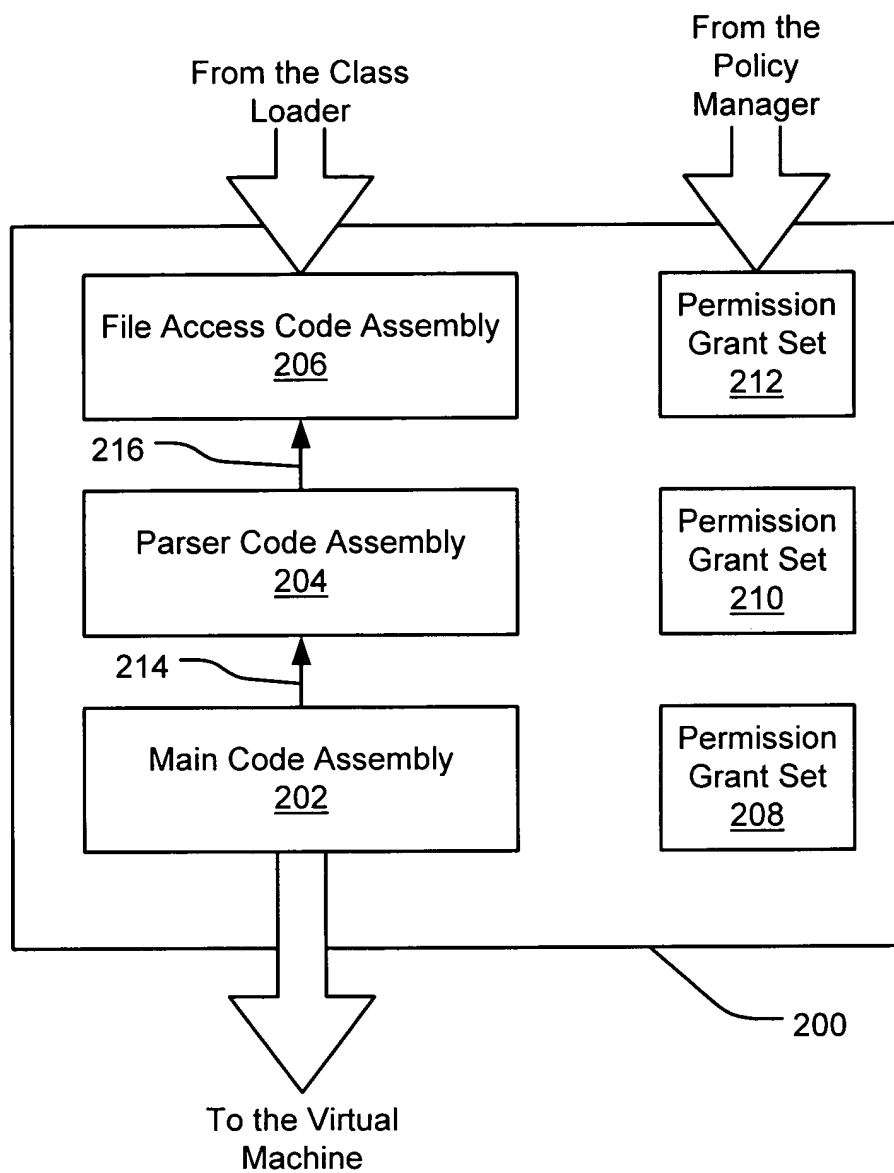 From the Class
Loader
From the
Policy
Manager
File Access Code Assembly
206
Permission
Grant Set
212
216
Parser Code Assembly
204
Permission
Grant Set
210
214
Main Code Assembly
202
Permission
Grant Set
208
200
To the Virtual
Machine